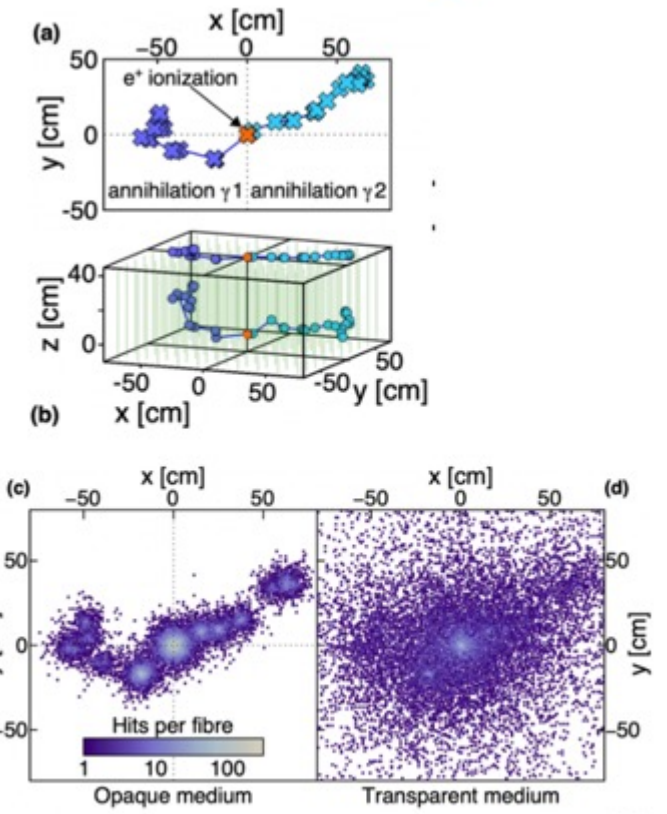 (a)
x [cm]
−50 0 50
50
e⁺ ionization
y [cm]
0
annihilation γ1 annihilation γ2
-50
40
z [cm]
0
-50 0 50
-50 50
y [cm]
x [cm]
(b)
(c)
x [cm]
−50 0 50
x [cm]
−50 0 50
(d)
50
0
-50
Hits per fibre
1 10 100
50
0
y [cm]
−50
Opaque medium
Transparent medium